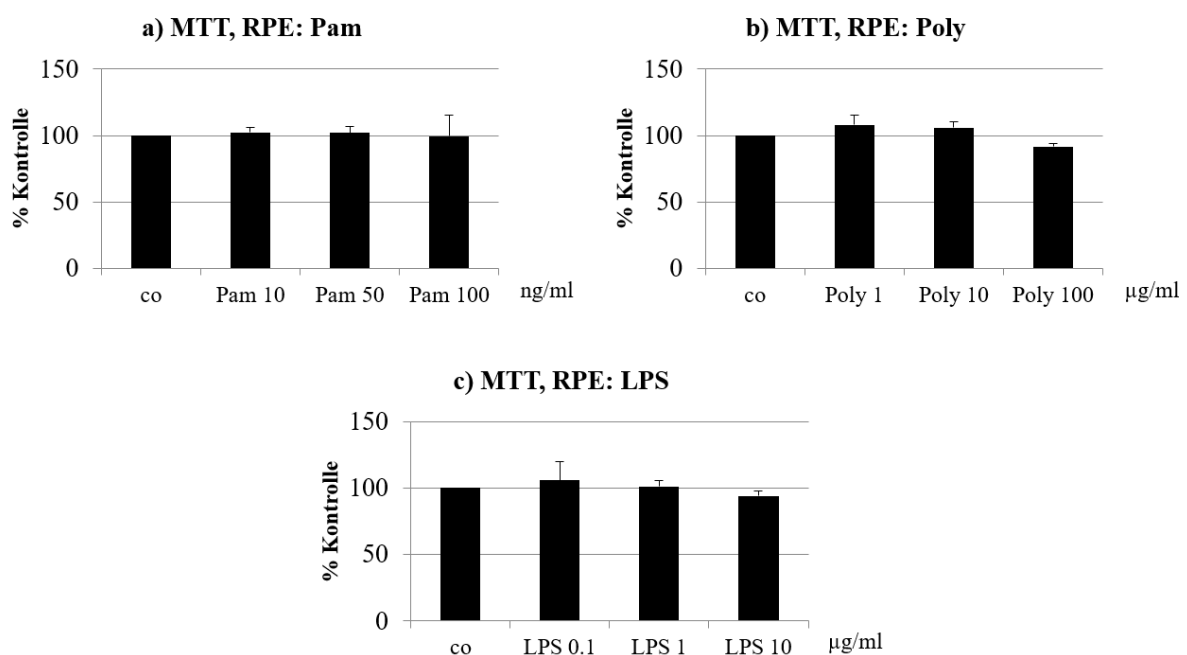 a) MTT, RPE: Pam
% Kontrolle
150
100
50
0
co Pam 10 Pam 50 Pam 100 ng/ml
b) MTT, RPE: Poly
% Kontrolle
150
100
50
0
co Poly 1 Poly 10 Poly 100 µg/ml
c) MTT, RPE: LPS
% Kontrolle
150
100
50
0
co LPS 0.1 LPS 1 LPS 10 µg/ml